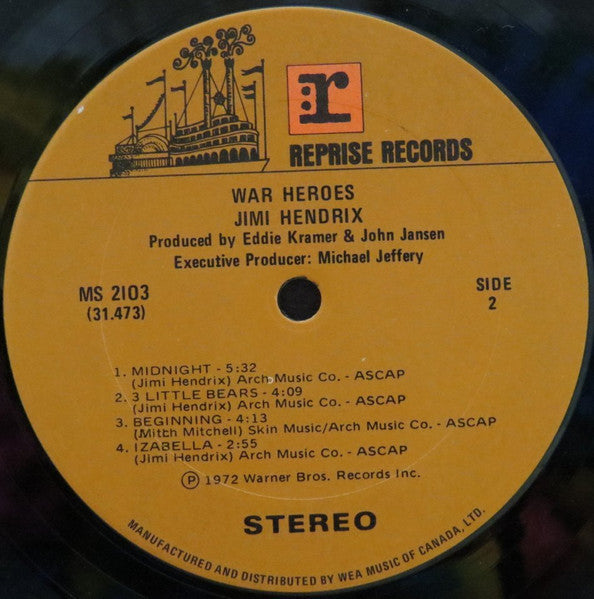 r
REPRISE RECORDS
WAR HEROES
JIMI HENDRIX
Produced by Eddie Kramer & John Jansen
Executive Producer: Michael Jeffery
MS 2103
(31.473)
SIDE
2
1. MIDNIGHT - 5:32
(Jimi Hendrix) Arch Music Co. - ASCAP
2. 3 LITTLE BEARS - 4:09
(Jimi Hendrix) Arch Music Co. - ASCAP
3. BEGINNING - 4:13
(Mitch Mitchell) Skin Music/Arch Music Co. - ASCAP
4. IZABELLA - 2:55
(Jimi Hendrix) Arch Music Co. - ASCAP
Ⓟ 1972 Warner Bros. Records Inc.
STEREO
MANUFACTURED AND DISTRIBUTED BY WEA MUSIC OF CANADA, LTD.